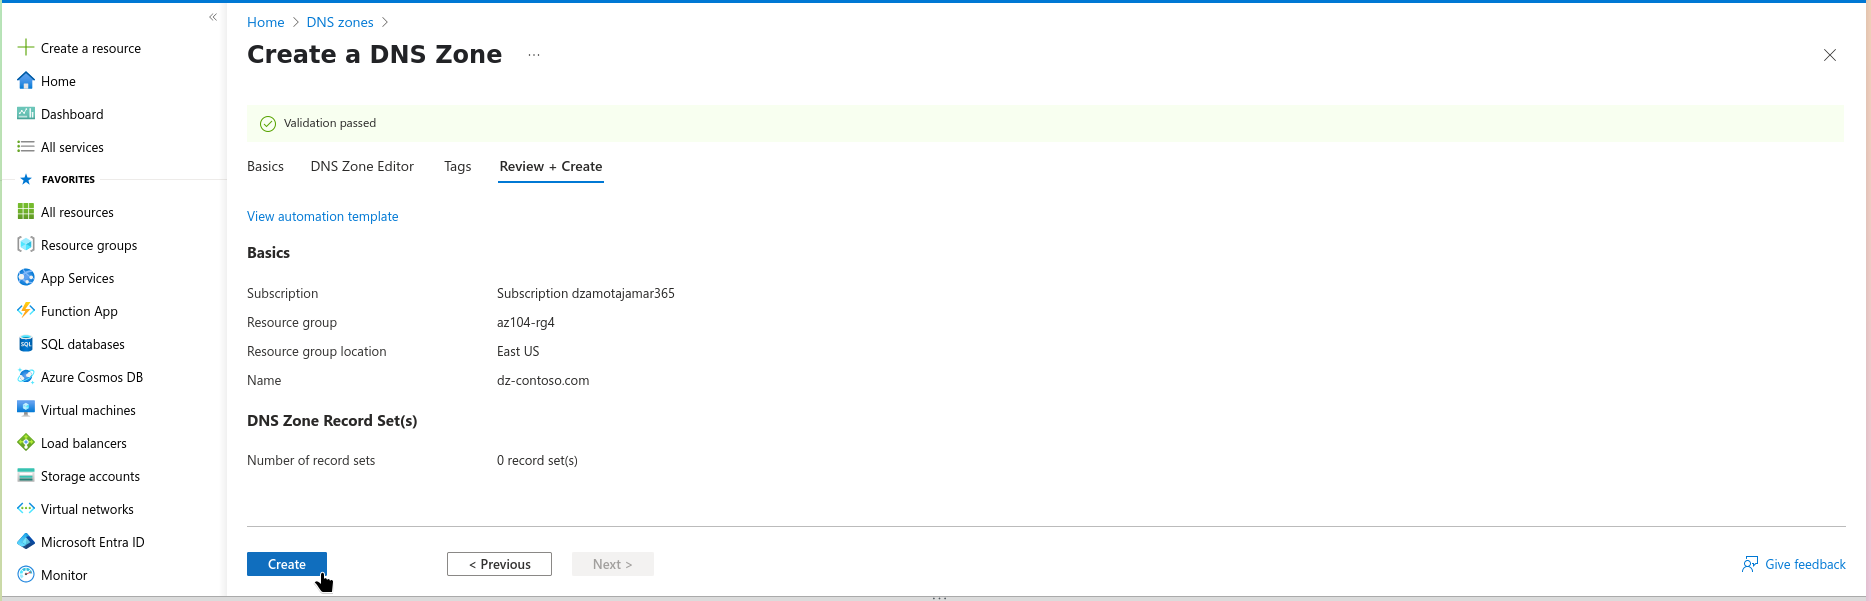 «
Create a resource
Home
Dashboard
All services
FAVORITES
All resources
Resource groups
App Services
Function App
SQL databases
Azure Cosmos DB
Virtual machines
Load balancers
Storage accounts
Virtual networks
Microsoft Entra ID
Monitor
Home > DNS zones >
Create a DNS Zone ...
Validation passed
Basics DNS Zone Editor Tags Review + Create
View automation template
Basics
Subscription Subscription dzamotajamar365
Resource group az104-rg4
Resource group location East US
Name dz-contoso.com
DNS Zone Record Set(s)
Number of record sets 0 record set(s)
Create < Previous Next > Give feedback